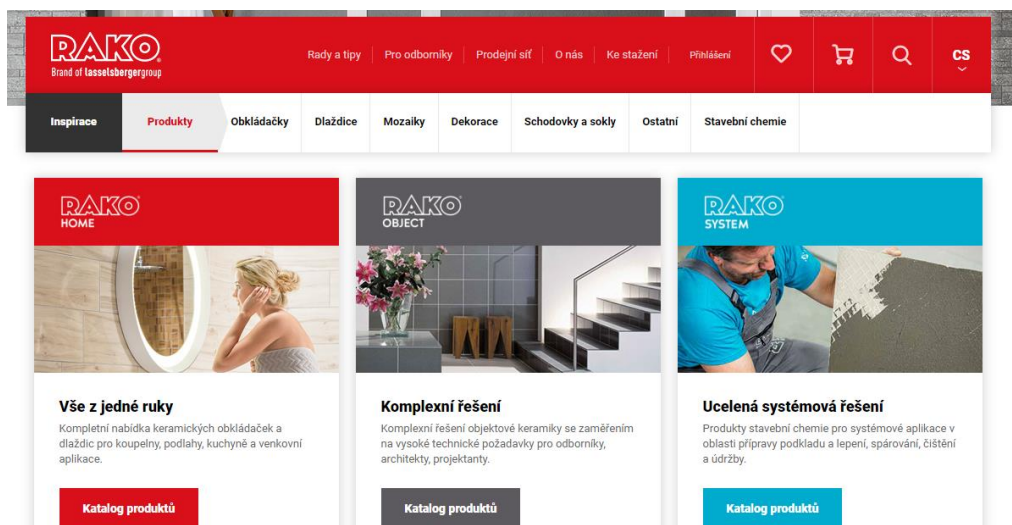 RAKO
Brand of lasselsbergergroup
Rady a tipy
Pro odborníky
Prodejní síť
O nás
Ke stažení
Přihlášení
CS
Inspirace
Produkty
Obkládačky
Dlaždice
Mozaiky
Dekorace
Schodovky a sokly
Ostatní
Stavební chemie
RAKO
HOME
Vše z jedné ruky
Kompletní nabídka keramických obkládaček a
dlaždic pro koupelny, podlahy, kuchyně a venkovní
aplikace.
Katalog produktů
RAKO
OBJECT
Komplexní řešení
Komplexní řešení objektové keramiky se zaměřením
na vysoké technické požadavky pro odborníky,
architekty, projektanty.
Katalog produktů
RAKO
SYSTEM
Ucelená systémová řešení
Produkty stavební chemie pro systémové aplikace v
oblasti přípravy podkladu a lepení, spárování, čištění
a údržby.
Katalog produktů